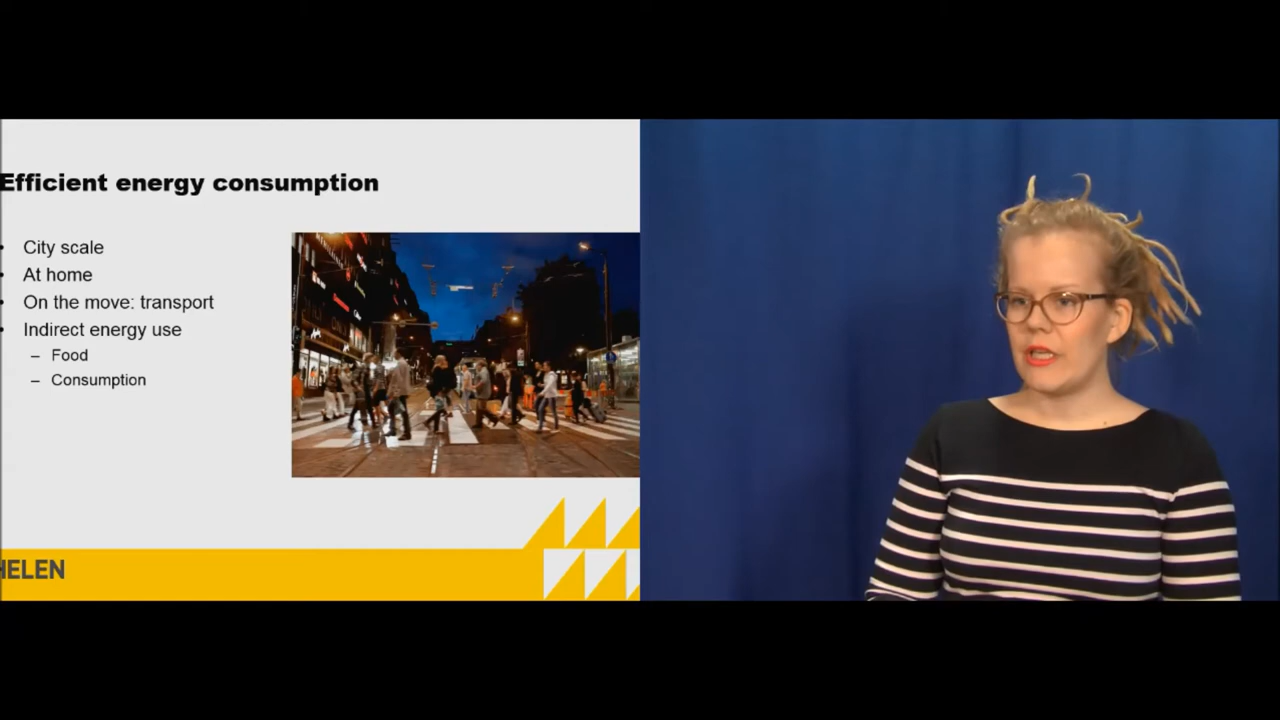 Efficient energy consumption
• City scale
• At home
• On the move: transport
• Indirect energy use
– Food
– Consumption
HELEN